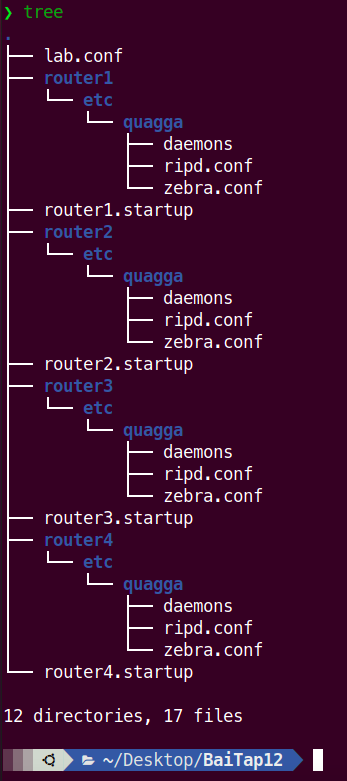 ❯ tree
.
├── lab.conf
├── router1
│   └── etc
│       └── quagga
│           ├── daemons
│           ├── ripd.conf
│           └── zebra.conf
├── router1.startup
├── router2
│   └── etc
│       └── quagga
│           ├── daemons
│           ├── ripd.conf
│           └── zebra.conf
├── router2.startup
├── router3
│   └── etc
│       └── quagga
│           ├── daemons
│           ├── ripd.conf
│           └── zebra.conf
├── router3.startup
├── router4
│   └── etc
│       └── quagga
│           ├── daemons
│           ├── ripd.conf
│           └── zebra.conf
└── router4.startup
12 directories, 17 files
~/Desktop/BaiTap12